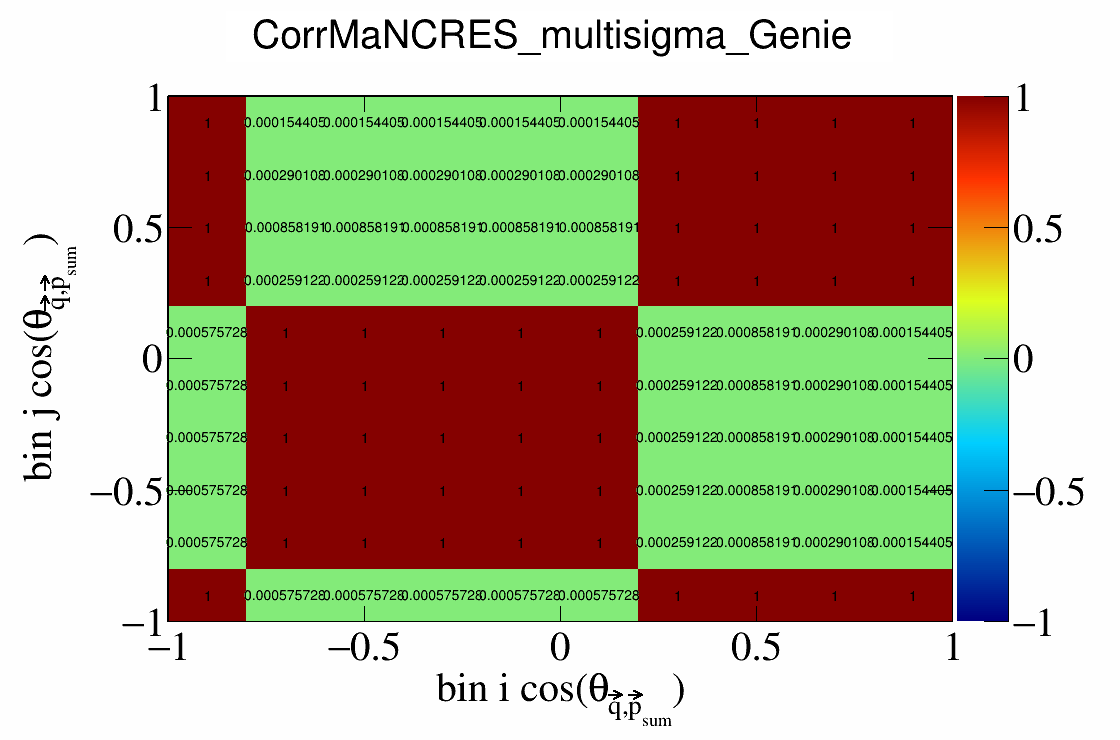 CorrMaNCRES_multisigma_Genie
1 1 0.000154405 0.000154405 0.000154405 0.000154405 0.000154405 1 1 1 1 1
1 0.000290108 0.000290108 0.000290108 0.000290108 0.000290108 1 1 1 1
0.5 1 0.000858191 0.000858191 0.000858191 0.000858191 0.000858191 1 1 1 1 0.5
1 0.000259122 0.000259122 0.000259122 0.000259122 0.000259122 1 1 1 1
0.000575728 1 1 1 1 1 0.000259122 0.000858191 0.000290108 0.000154405
0 0
0.000575728 1 1 1 1 1 0.000259122 0.000858191 0.000290108 0.000154405
0.000575728 1 1 1 1 1 0.000259122 0.000858191 0.000290108 0.000154405
−0.5 0.000575728 1 1 1 1 1 0.000259122 0.000858191 0.000290108 0.000154405 −0.5
0.000575728 1 1 1 1 1 0.000259122 0.000858191 0.000290108 0.000154405
1 0.000575728 0.000575728 0.000575728 0.000575728 0.000575728 1 1 1 1
−1 −1
−1 −0.5 0 0.5 1
bin i cos(θq⃗,p⃗sum)
bin j cos(θq⃗,p⃗sum)